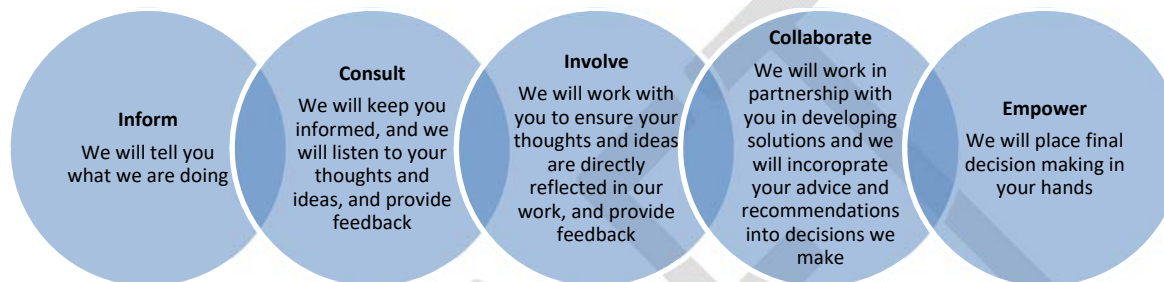 Inform
We will tell you
what we are doing
Consult
We will keep you
informed, and we
will listen to your
thoughts and
ideas, and provide
feedback
Involve
We will work with
you to ensure your
thoughts and ideas
are directly
reflected in our
work, and provide
feedback
Collaborate
We will work in
partnership with
you in developing
solutions and we
will incoroprate
your advice and
recommendations
into decisions we
make
Empower
We will place final
decision making in
your hands